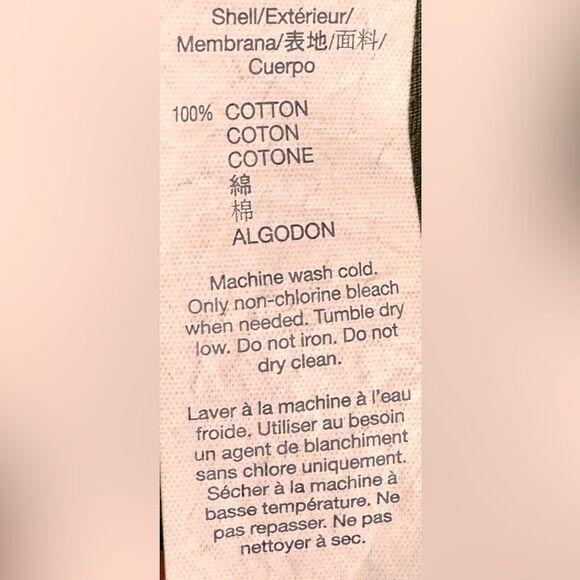 Shell/Extérieur/
Membrana/表地/面料/
Cuerpo
100% COTTON
COTON
COTONE
綿
棉
ALGODON
Machine wash cold.
Only non-chlorine bleach
when needed. Tumble dry
low. Do not iron. Do not
dry clean.
Laver à la machine à l'eau
froide. Utiliser au besoin
un agent de blanchiment
sans chlore uniquement.
Sécher à la machine à
basse température. Ne
pas repasser. Ne pas
nettoyer à sec.